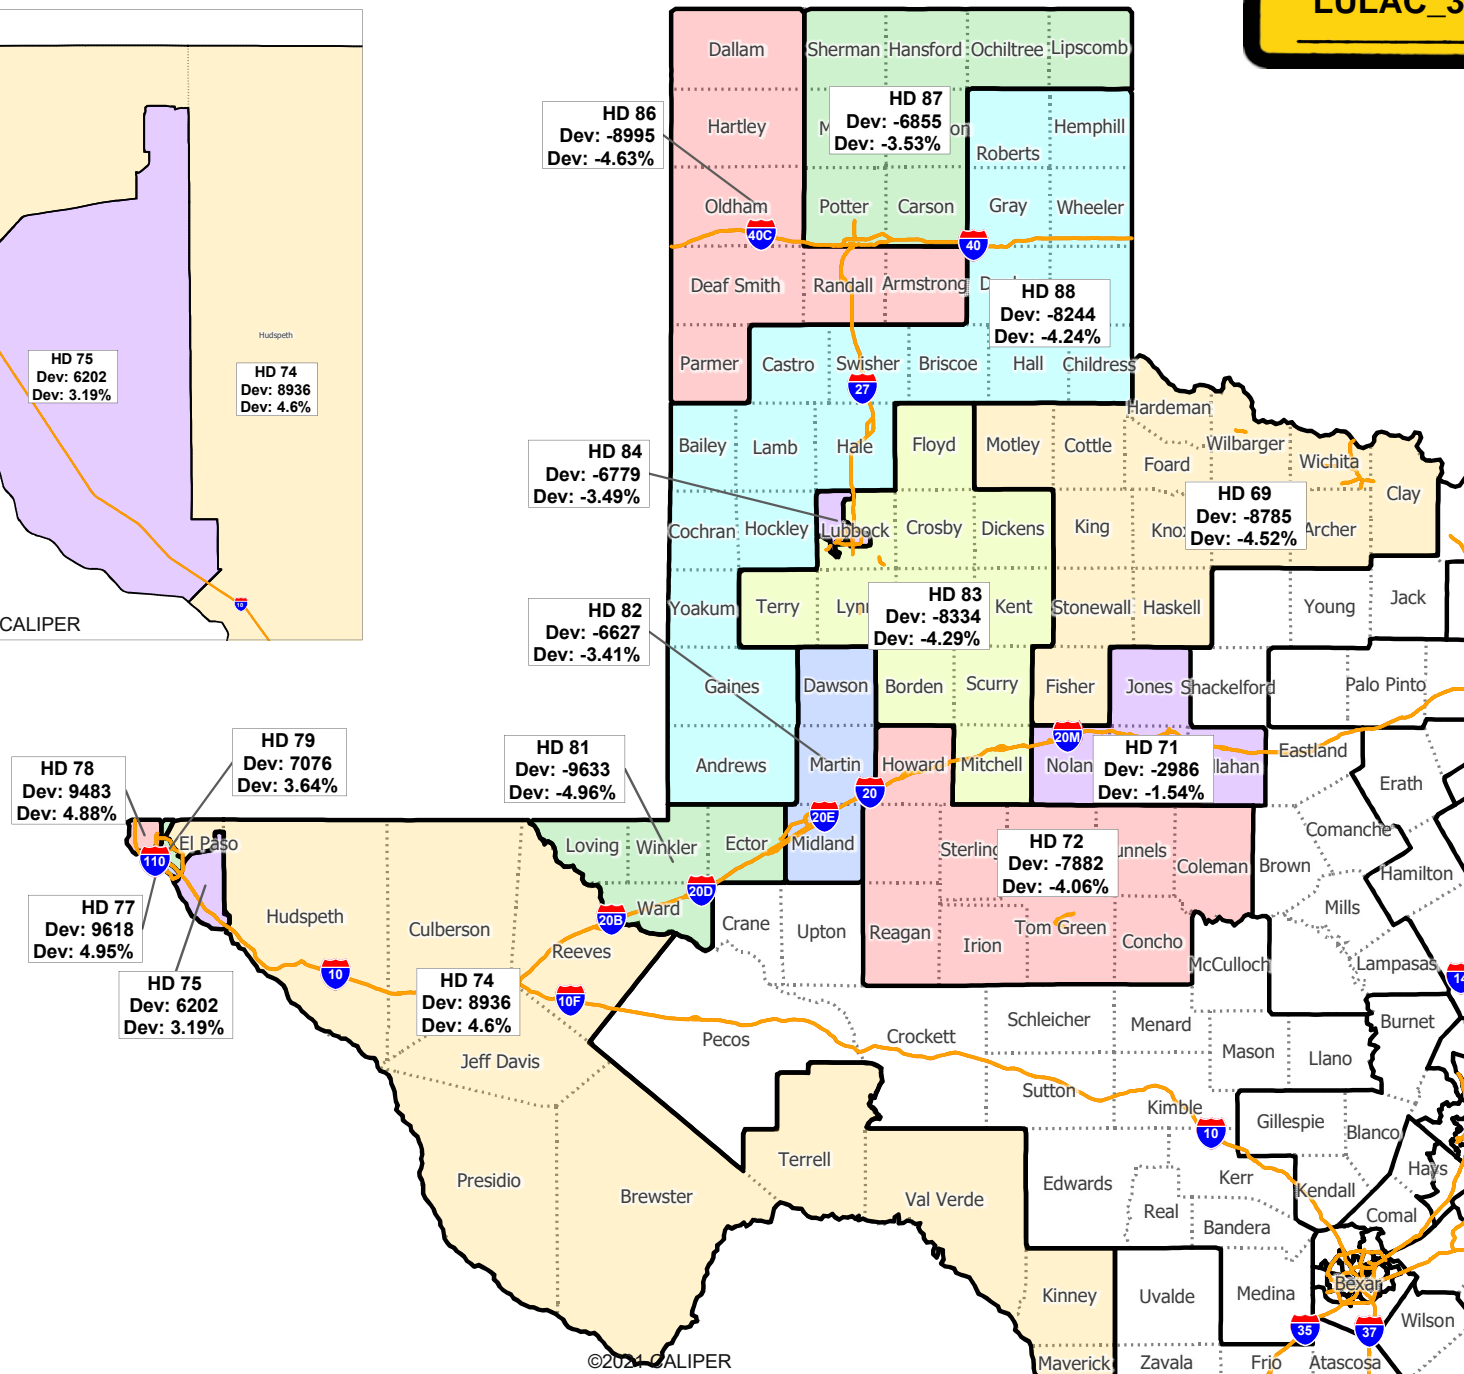 LULAC_3
Dallam
Sherman
Hansford
Ochiltree
Lipscomb
HD 86
Dev: -8995
Dev: -4.63%
Hartley
HD 87
Dev: -6855
Dev: -3.53%
Hemphill
Roberts
Oldham
Potter
Carson
Gray
Wheeler
40C
40
Deaf Smith
Randall
Armstrong
HD 88
Dev: -8244
Dev: -4.24%
Parmer
Castro
Swisher
Briscoe
Hall
Childress
27
Hudspeth
HD 75
Dev: 6202
Dev: 3.19%
HD 74
Dev: 8936
Dev: 4.6%
10
CALIPER
Hardeman
Bailey
Lamb
Hale
Floyd
Motley
Cottle
Foard
Wilbarger
Wichita
Clay
HD 84
Dev: -6779
Dev: -3.49%
HD 69
Dev: -8785
Dev: -4.52%
Cochran
Hockley
Lubbock
Crosby
Dickens
King
Knox
Archer
HD 82
Dev: -6627
Dev: -3.41%
Yoakum
Terry
Lynn
HD 83
Dev: -8334
Dev: -4.29%
Kent
Stonewall
Haskell
Young
Jack
Gaines
Dawson
Borden
Scurry
Fisher
Jones
Shackelford
Palo Pinto
20M
HD 81
Dev: -9633
Dev: -4.96%
Andrews
Martin
Howard
Mitchell
Nolan
HD 71
Dev: -2986
Dev: -1.54%
llahan
Eastland
Erath
20
20E
HD 79
Dev: 7076
Dev: 3.64%
HD 78
Dev: 9483
Dev: 4.88%
El Paso
110
Loving
Winkler
Ector
Midland
Sterling
HD 72
Dev: -7882
Dev: -4.06%
unnels
Coleman
Brown
Comanche
Hamilton
Mills
20D
20B
Ward
HD 77
Dev: 9618
Dev: 4.95%
Hudspeth
Culberson
Reeves
Crane
Upton
Reagan
Irion
Tom Green
Concho
McCulloch
Lampasas
14
HD 75
Dev: 6202
Dev: 3.19%
10
HD 74
Dev: 8936
Dev: 4.6%
10F
Jeff Davis
Pecos
Crockett
Schleicher
Menard
Mason
Llano
Burnet
Sutton
Kimble
10
Gillespie
Blanco
Hays
Presidio
Brewster
Terrell
Val Verde
Edwards
Real
Kerr
Bandera
Kendall
Comal
Bexar
Kinney
Uvalde
Medina
Wilson
35
37
Maverick
Zavala
Frio
Atascosa
©2021 CALIPER